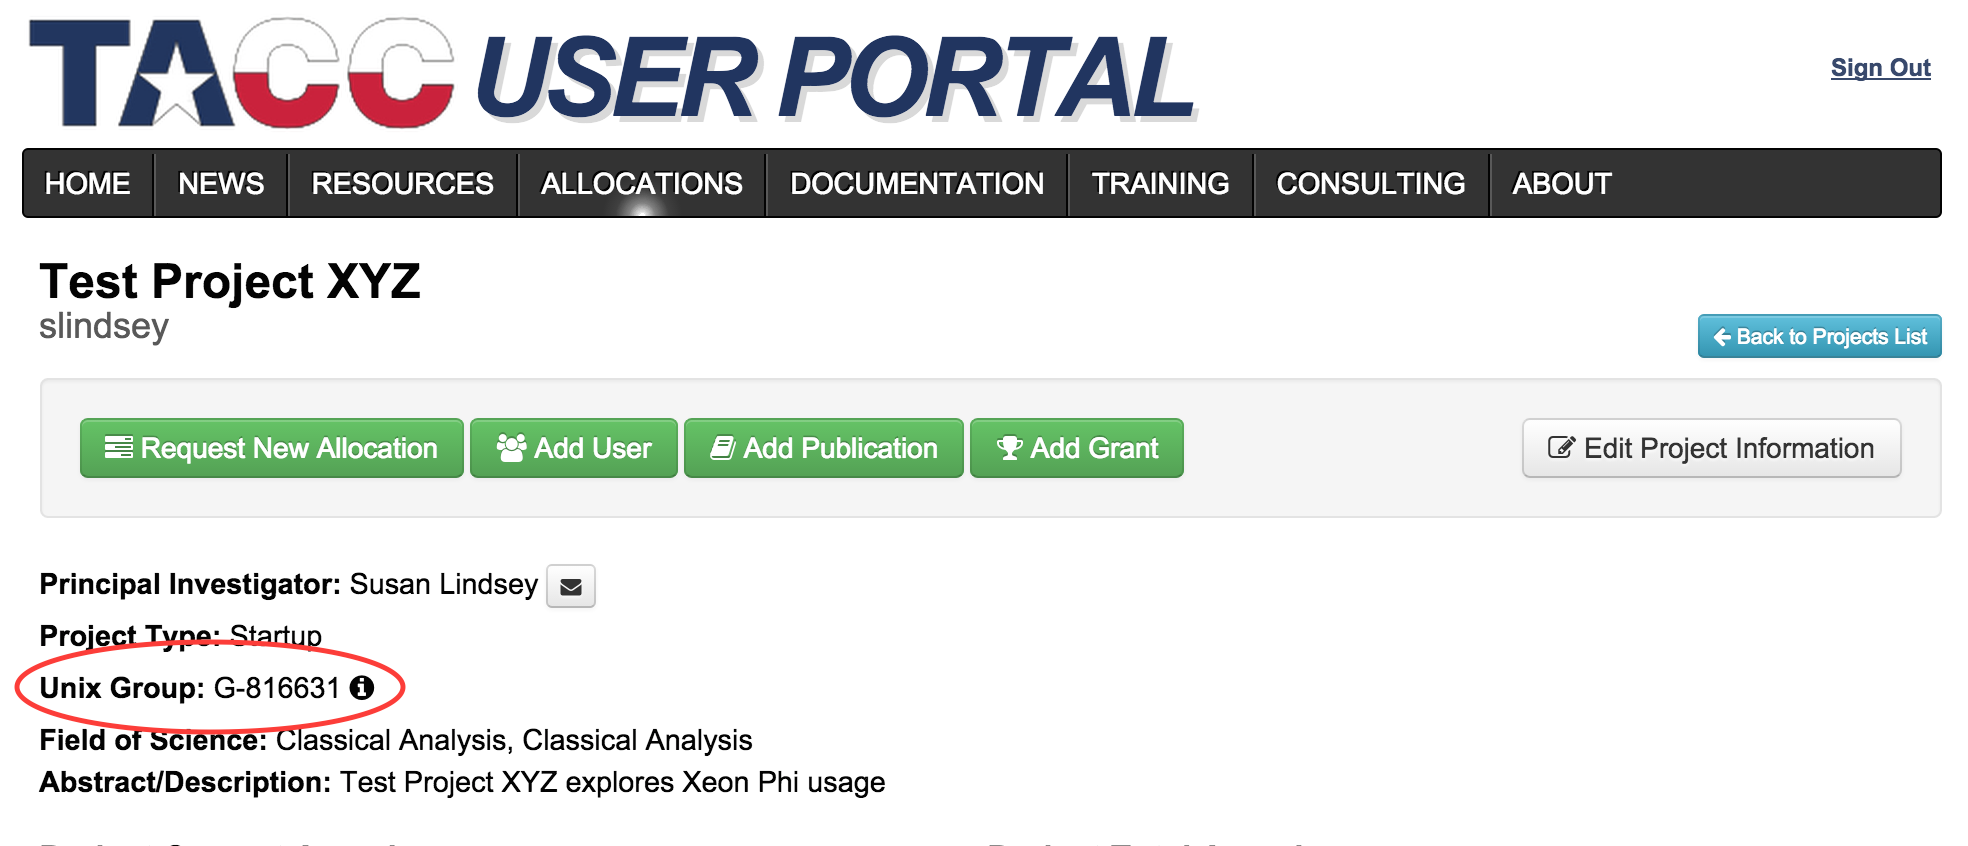 TACC USER PORTAL
Sign Out
HOME NEWS RESOURCES ALLOCATIONS DOCUMENTATION TRAINING CONSULTING ABOUT
Test Project XYZ
slindsey
Back to Projects List
Request New Allocation Add User Add Publication Add Grant Edit Project Information
Principal Investigator: Susan Lindsey
Project Type: Startup
Unix Group: G-816631
Field of Science: Classical Analysis, Classical Analysis
Abstract/Description: Test Project XYZ explores Xeon Phi usage